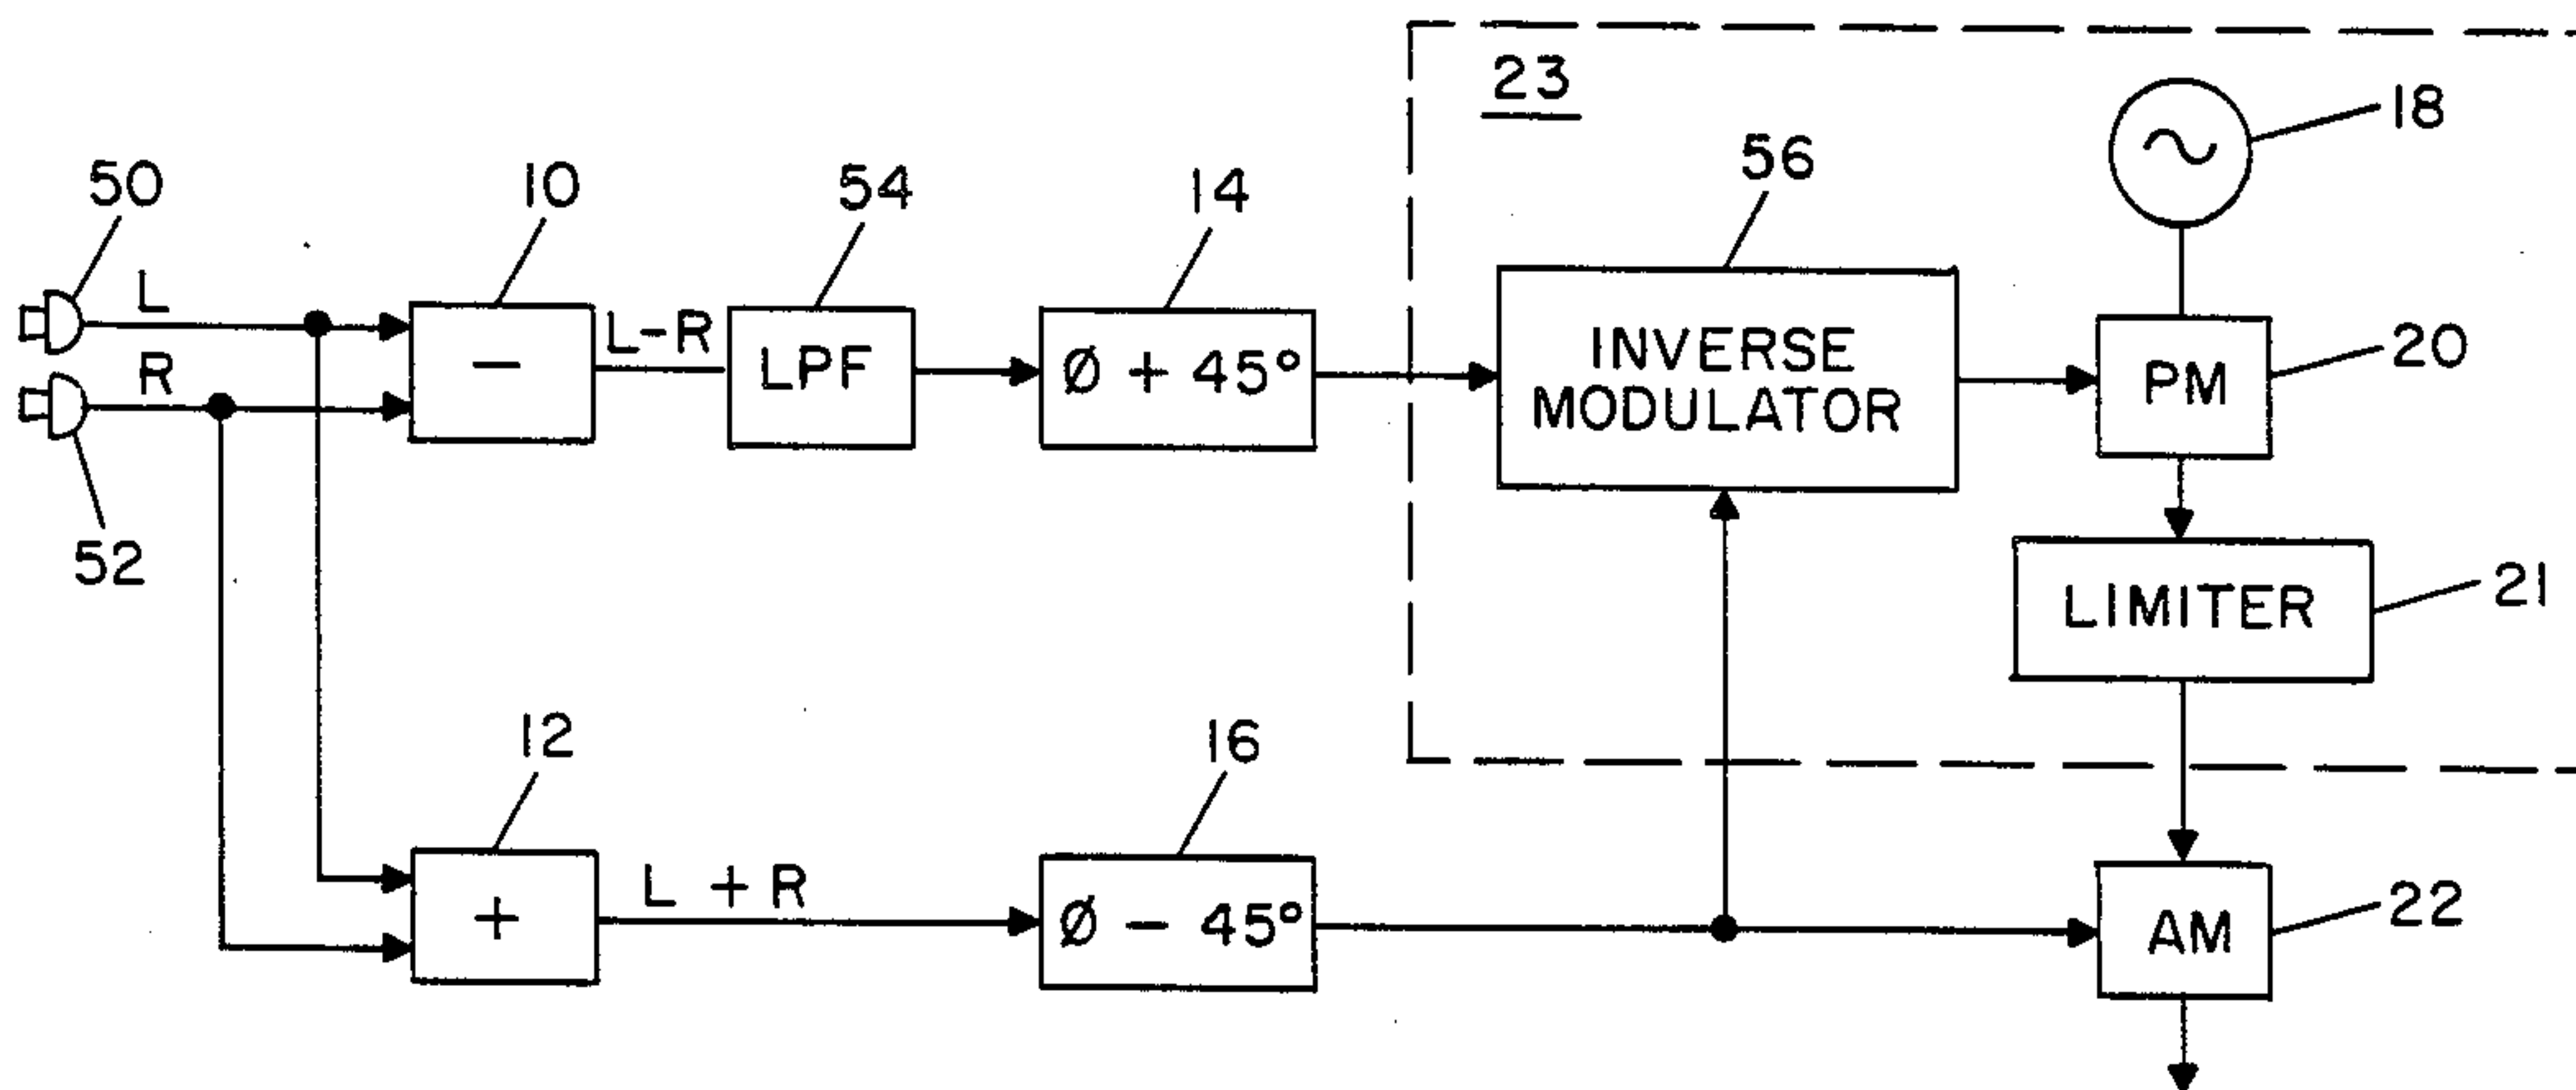 23
18
50
10
54
14
56
L
L-R
R
−
LPF
Ø + 45°
INVERSE
MODULATOR
PM
20
52
LIMITER
21
12
16
L + R
+
Ø − 45°
AM
22